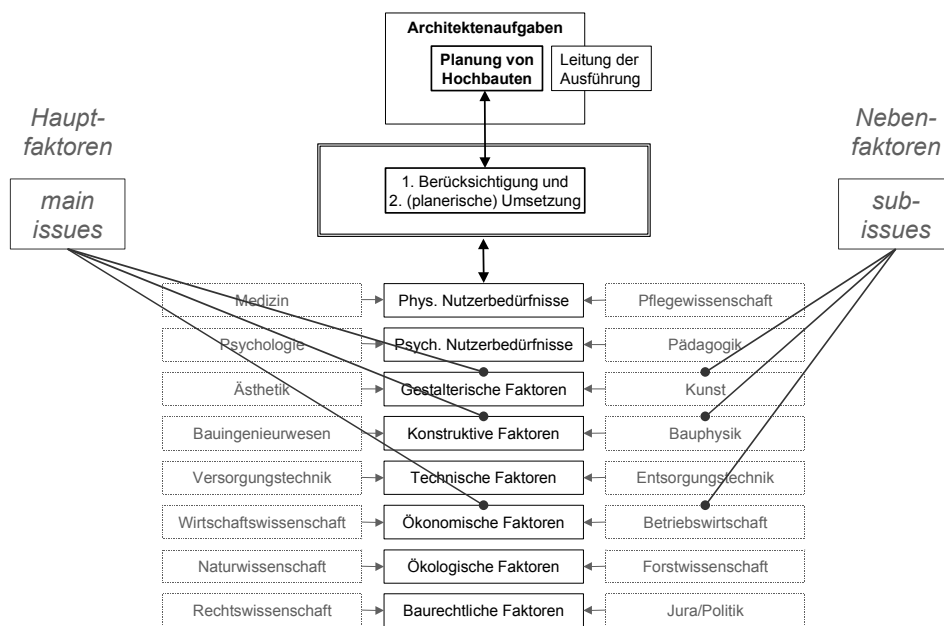 Architektenaufgaben
Planung von
Hochbauten
Leitung der
Ausführung
Haupt-
faktoren
Neben-
faktoren
main
issues
1. Berücksichtigung und
2. (planerische) Umsetzung
sub-
issues
Medizin
Phys. Nutzerbedürfnisse
Pflegewissenschaft
Psychologie
Psych. Nutzerbedürfnisse
Pädagogik
Ästhetik
Gestalterische Faktoren
Kunst
Bauingenieurwesen
Konstruktive Faktoren
Bauphysik
Versorgungstechnik
Technische Faktoren
Entsorgungstechnik
Wirtschaftswissenschaft
Ökonomische Faktoren
Betriebswirtschaft
Naturwissenschaft
Ökologische Faktoren
Forstwissenschaft
Rechtswissenschaft
Baurechtliche Faktoren
Jura/Politik